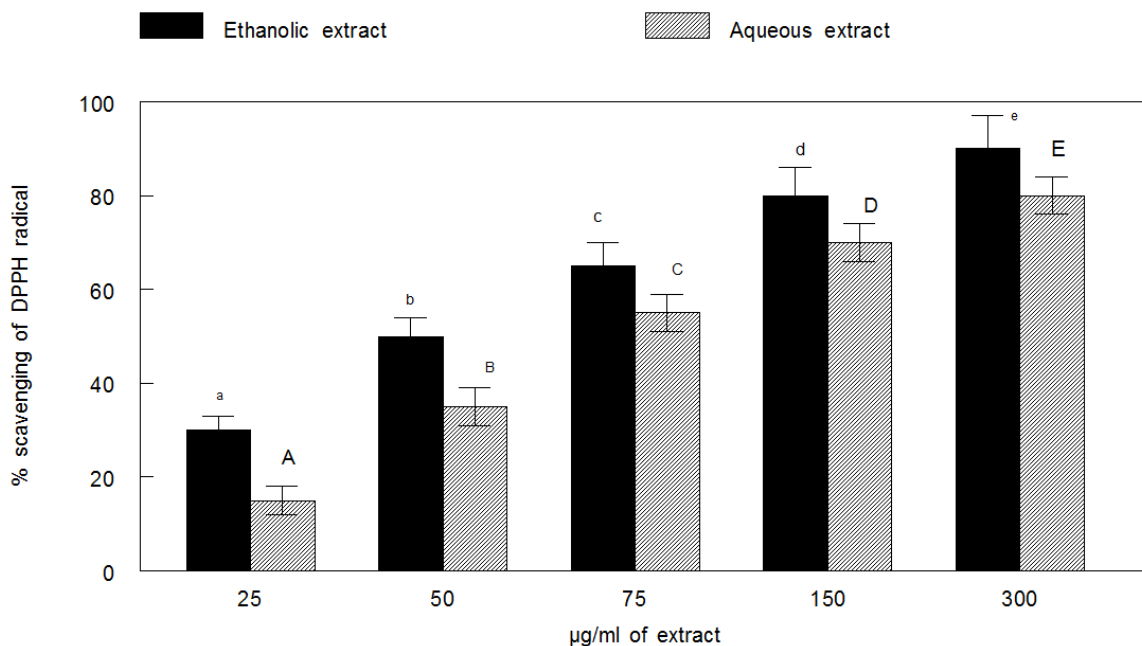 Ethanolic extract
Aqueous extract
% scavenging of DPPH radical
100
80
60
40
20
0
a
A
b
B
c
C
d
D
e
E
25
50
75
150
300
µg/ml of extract